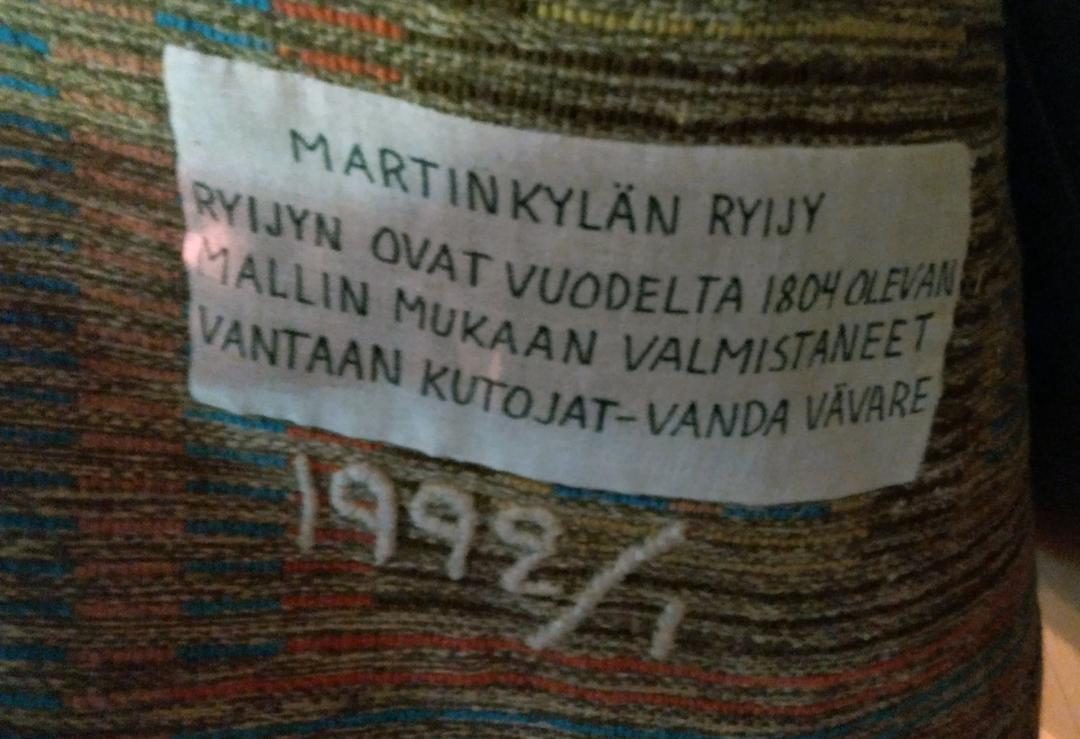 MARTINKYLÄN RYIJY
RYIJYN OVAT VUODELTA 1804 OLEVAN
MALLIN MUKAAN VALMISTANEET
VANTAAN KUTOJAT-VANDA VÄVARE
1992/1